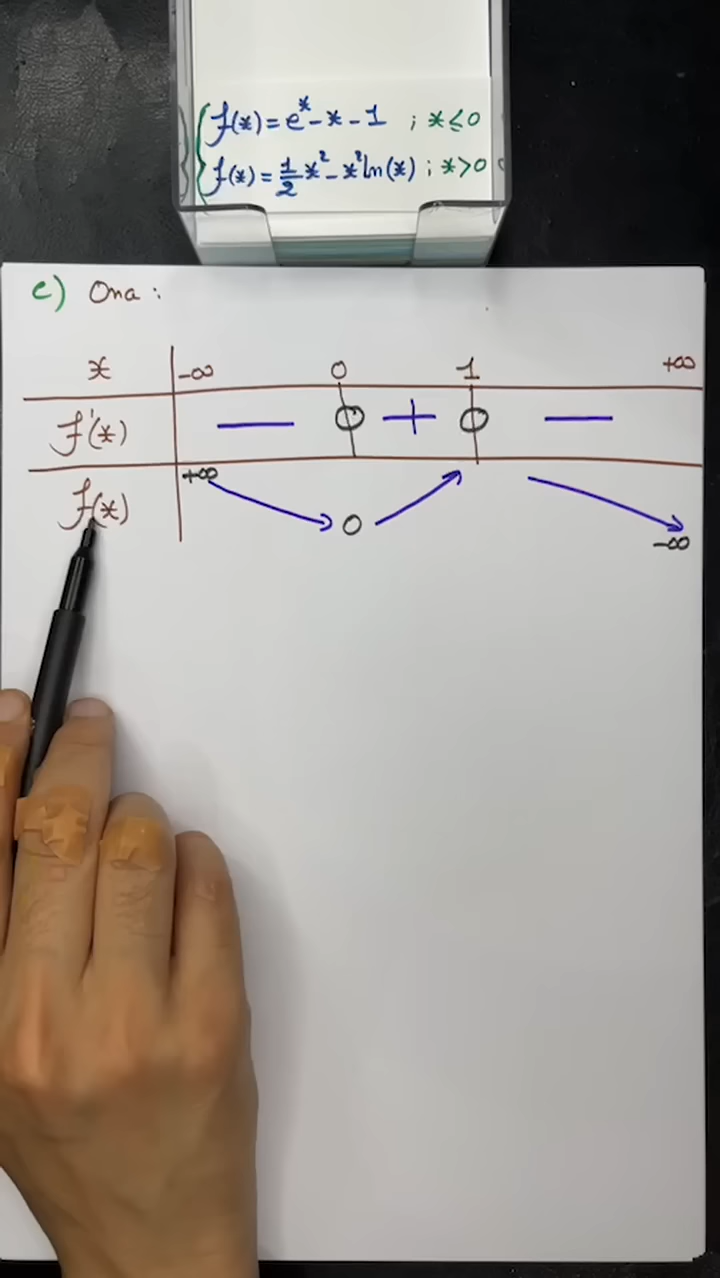 f(x) = e^x - x - 1 ; x ≤ 0
f(x) = 1/2 x² - x² ln(x) ; x > 0
c) Ona :
x -∞ 0 1 +∞
f'(x) — 0 + 0 —
f(x) +∞ 0 -∞